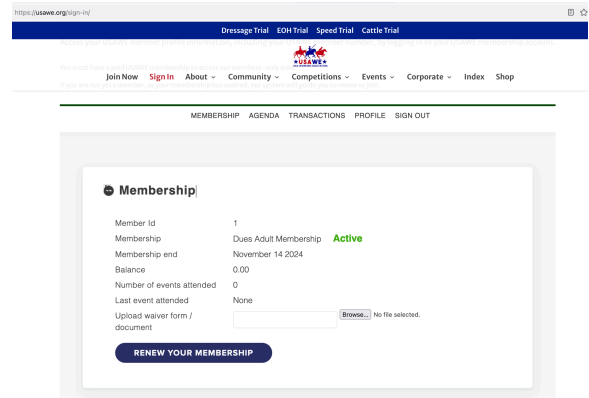 https://usawe.org/sign-in/
Dressage Trial EOH Trial Speed Trial Cattle Trial
★USAWE★
Join Now Sign In About Community Competitions Events Corporate Index Shop
MEMBERSHIP AGENDA TRANSACTIONS PROFILE SIGN OUT
Membership
Member Id 1
Membership Dues Adult Membership Active
Membership end November 14 2024
Balance 0.00
Number of events attended 0
Last event attended None
Upload waiver form /
document
Browse... No file selected.
RENEW YOUR MEMBERSHIP